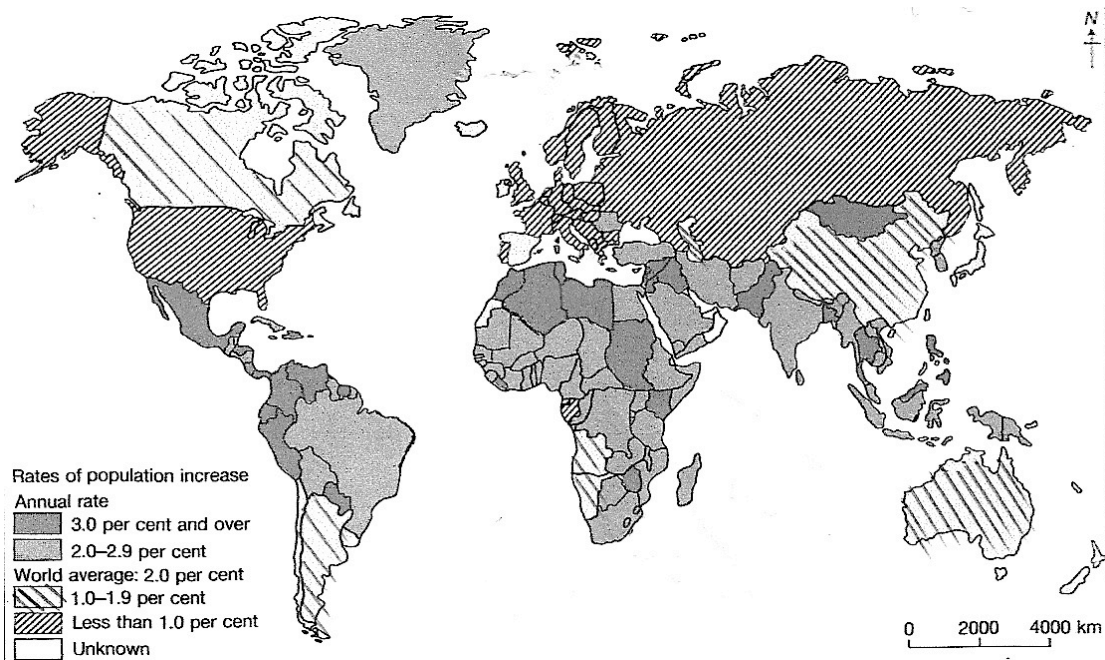 N
Rates of population increase
Annual rate
3.0 per cent and over
2.0–2.9 per cent
World average: 2.0 per cent
1.0–1.9 per cent
Less than 1.0 per cent
Unknown
0 2000 4000 km